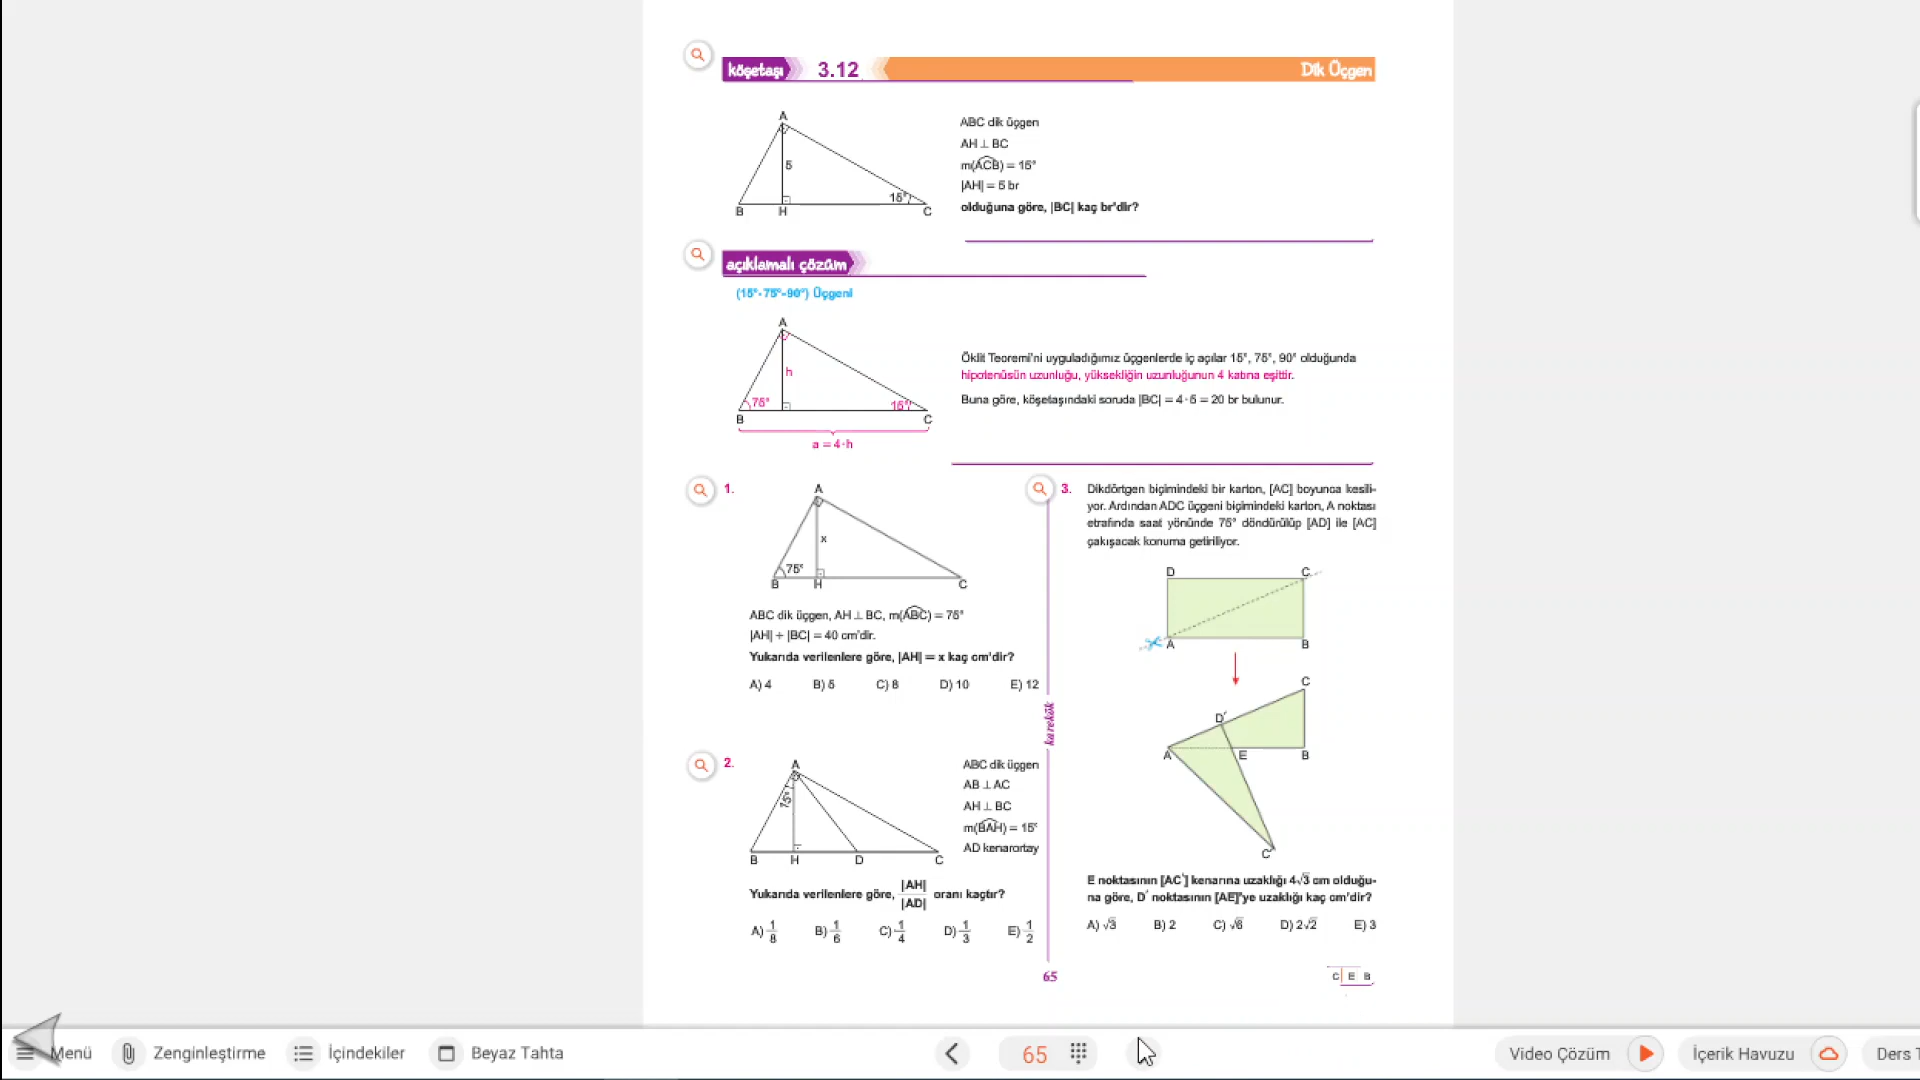 köşetaşı 3.12 Dik Üçgen
A
5
15°
B H C
ABC dik üçgen
AH ⊥ BC
m(ACB) = 15°
|AH| = 5 br
olduğuna göre, |BC| kaç br'dir?
açıklamalı çözüm
(15°-75°-90°) Üçgeni
A
h
75° 15°
B C
a = 4·h
Öklit Teoremi'ni uyguladığımız üçgenlerde iç açılar 15°, 75°, 90° olduğunda
hipotenüsün uzunluğu, yüksekliğin uzunluğunun 4 katına eşittir.
Buna göre, köşetaşındaki soruda |BC| = 4·5 = 20 br bulunur.
1.
A
x
75°
B H C
ABC dik üçgen, AH ⊥ BC, m(ABC) = 75°
|AH| + |BC| = 40 cm'dir.
Yukarıda verilenlere göre, |AH| = x kaç cm'dir?
A) 4 B) 5 C) 8 D) 10 E) 12
2.
A
15°
B H D C
ABC dik üçgen
AB ⊥ AC
AH ⊥ BC
m(BAH) = 15°
AD kenarortay
Yukarıda verilenlere göre, |AH|/|AD| oranı kaçtır?
A) 1/8 B) 1/6 C) 1/4 D) 1/3 E) 1/2
karekök
3. Dikdörtgen biçimindeki bir karton, [AC] boyunca kesili-
yor. Ardından ADC üçgeni biçimindeki karton, A noktası
etrafında saat yönünde 75° döndürülüp [AD] ile [AC]
çakışacak konuma getiriliyor.
D C
A B
C
D′
A E B
C′
E noktasının [AC′] kenarına uzaklığı 4√3 cm olduğu-
na göre, D′ noktasının [AE]'ye uzaklığı kaç cm'dir?
A) √3 B) 2 C) √6 D) 2√2 E) 3
65
C E B
Menü Zenginleştirme İçindekiler Beyaz Tahta 65 Video Çözüm İçerik Havuzu Ders